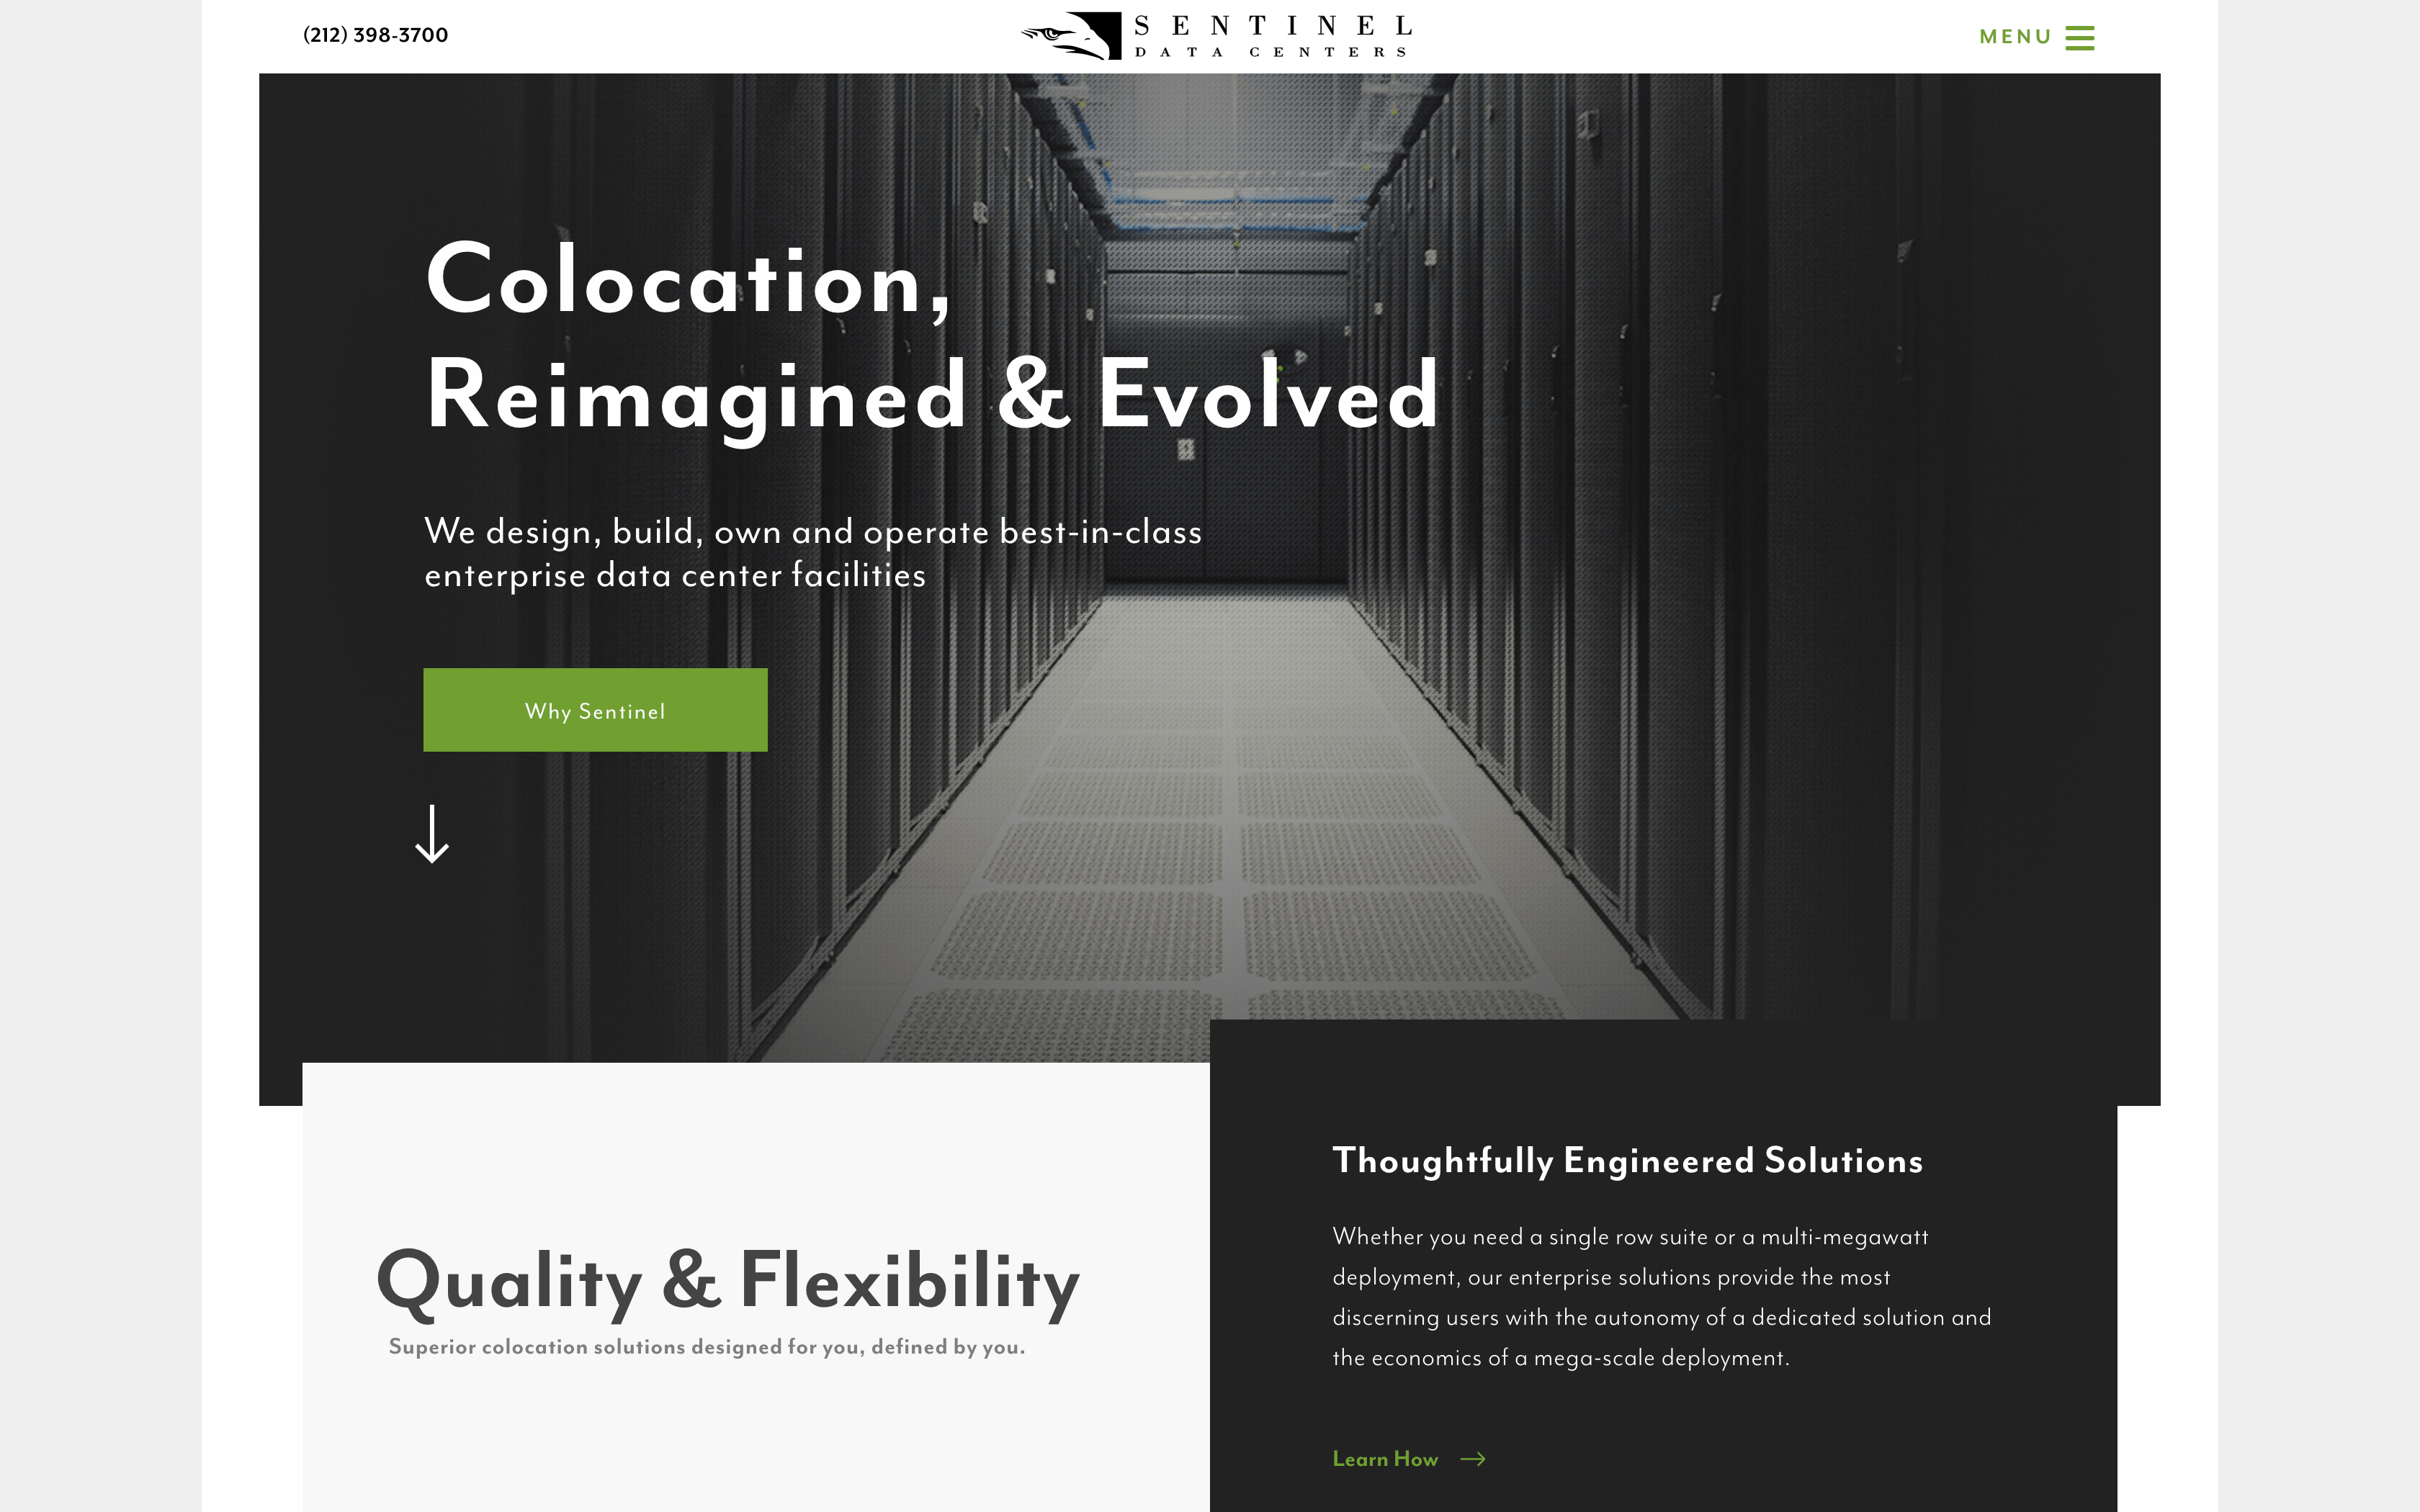 (212) 398-3700
SENTINEL
DATA CENTERS
MENU
Colocation,
Reimagined & Evolved
We design, build, own and operate best-in-class
enterprise data center facilities
Why Sentinel
Quality & Flexibility
Superior colocation solutions designed for you, defined by you.
Thoughtfully Engineered Solutions
Whether you need a single row suite or a multi-megawatt
deployment, our enterprise solutions provide the most
discerning users with the autonomy of a dedicated solution and
the economics of a mega-scale deployment.
Learn How